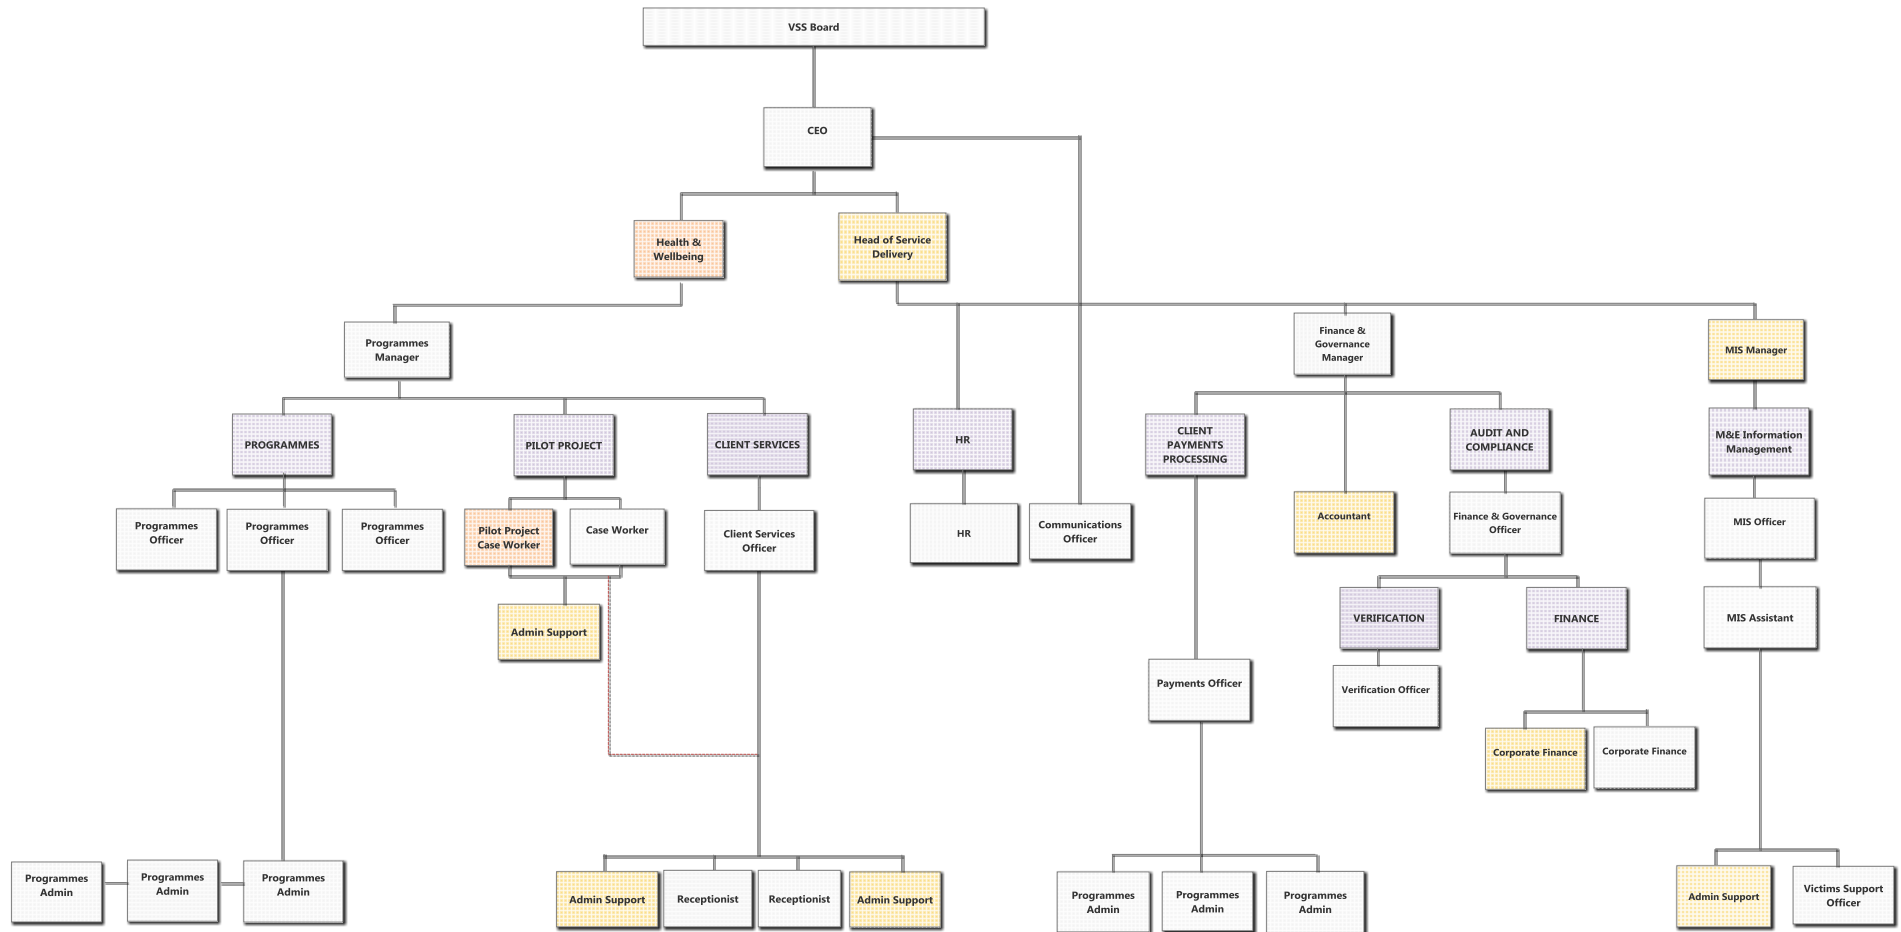 VSS Board
CEO
Health &
Wellbeing
Head of Service
Delivery
Programmes
Manager
Finance &
Governance
Manager
MIS Manager
PROGRAMMES
PILOT PROJECT
CLIENT SERVICES
HR
CLIENT
PAYMENTS
PROCESSING
AUDIT AND
COMPLIANCE
M&E Information
Management
Programmes
Officer
Programmes
Officer
Programmes
Officer
Pilot Project
Case Worker
Case Worker
Client Services
Officer
HR
Communications
Officer
Accountant
Finance & Governance
Officer
MIS Officer
Admin Support
VERIFICATION
FINANCE
MIS Assistant
Payments Officer
Verification Officer
Corporate Finance
Corporate Finance
Programmes
Admin
Programmes
Admin
Programmes
Admin
Admin Support
Receptionist
Receptionist
Admin Support
Programmes
Admin
Programmes
Admin
Programmes
Admin
Admin Support
Victims Support
Officer